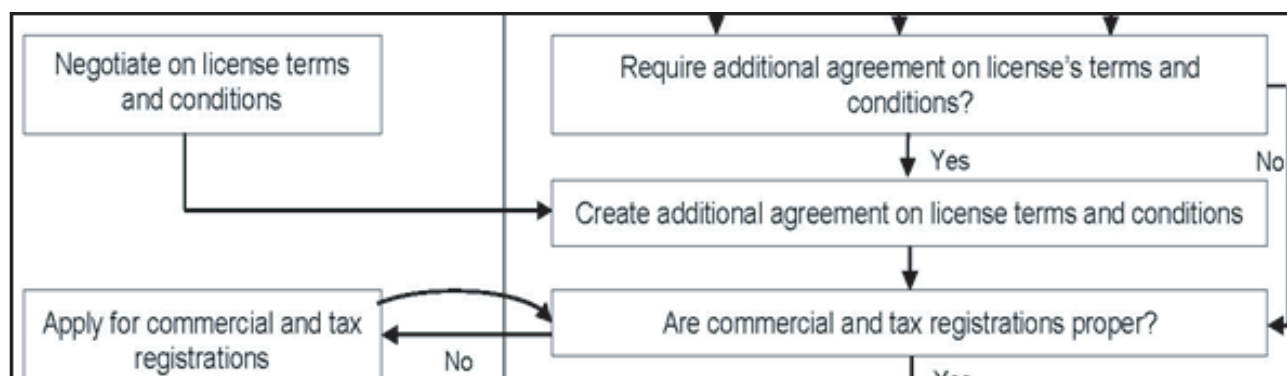 Negotiate on license terms
and conditions
Require additional agreement on license's terms and
conditions?
Yes
No
Create additional agreement on license terms and conditions
Apply for commercial and tax
registrations
Are commercial and tax registrations proper?
No